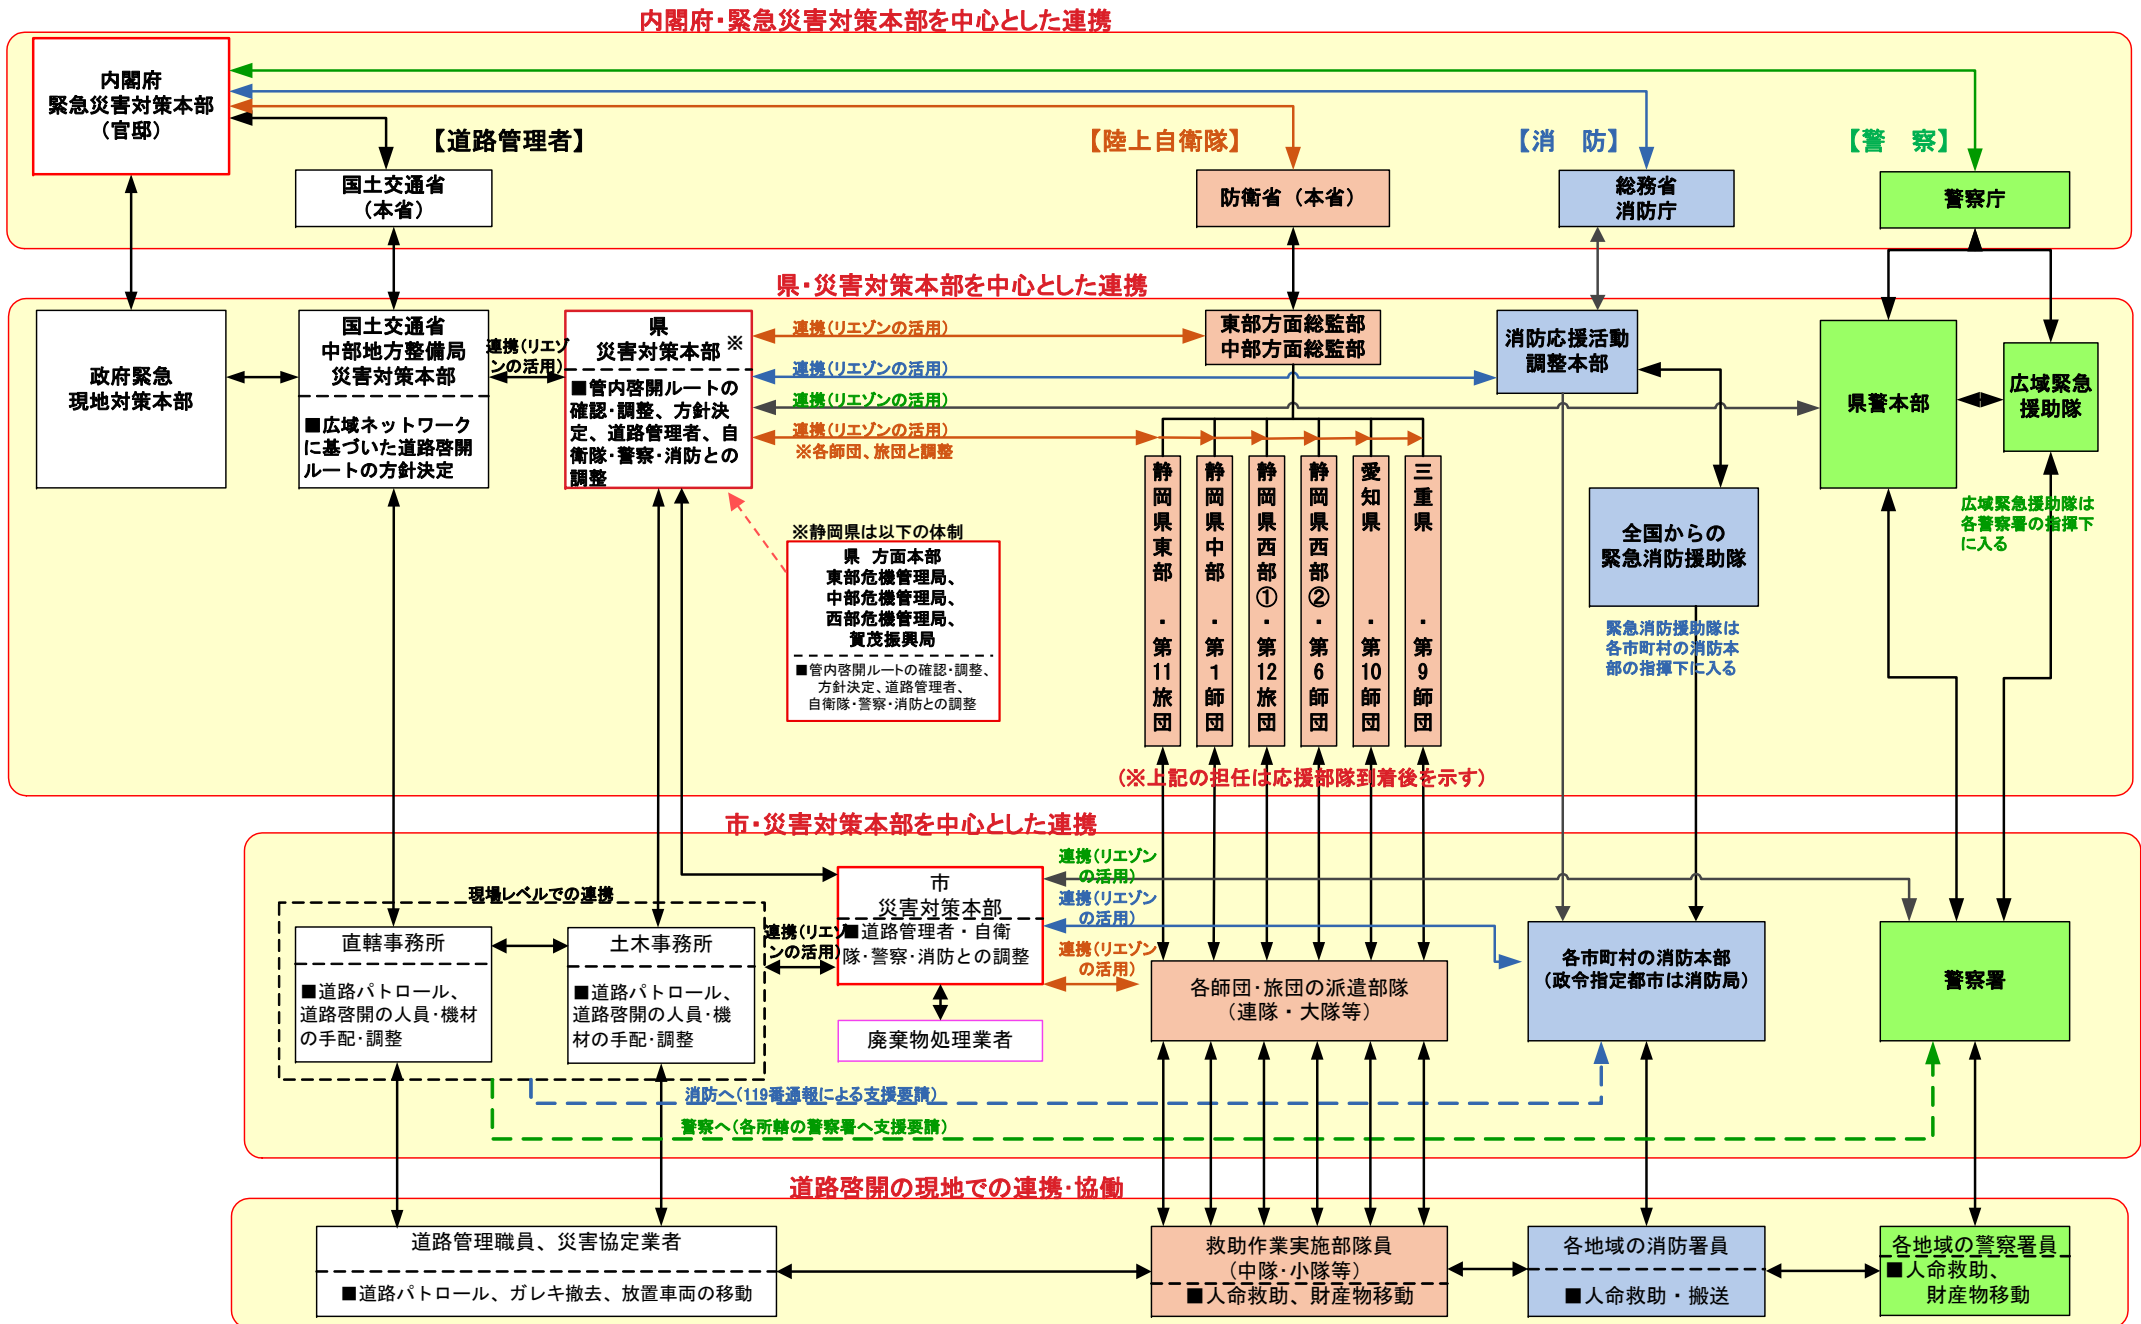 内閣府・緊急災害対策本部を中心とした連携
内閣府
緊急災害対策本部
（官邸）
【道路管理者】
【陸上自衛隊】
【消　防】
【警　察】
国土交通省
（本省）
防衛省（本省）
総務省
消防庁
警察庁
県・災害対策本部を中心とした連携
政府緊急
現地対策本部
国土交通省
中部地方整備局
災害対策本部
■広域ネットワーク
に基づいた道路啓開
ルートの方針決定
連携（リエゾ
ンの活用）
県
災害対策本部
※
■管内啓開ルートの
確認・調整、方針決
定、道路管理者、自
衛隊・警察・消防との
調整
連携（リエゾンの活用）
連携（リエゾンの活用）
連携（リエゾンの活用）
連携（リエゾンの活用）
※各師団、旅団と調整
東部方面総監部
中部方面総監部
消防応援活動
調整本部
県警本部
広域緊急
援助隊
※静岡県は以下の体制
県　方面本部
東部危機管理局、
中部危機管理局、
西部危機管理局、
賀茂振興局
■管内啓開ルートの確認・調整、
方針決定、道路管理者、
自衛隊・警察・消防との調整
静岡県東部・第11旅団
静岡県中部・第1師団
静岡県西部①・第12旅団
静岡県西部②・第6師団
愛知県・第10師団
三重県・第9師団
全国からの
緊急消防援助隊
広域緊急援助隊は
各警察署の指揮下
に入る
緊急消防援助隊は
各市町村の消防本
部の指揮下に入る
（※上記の担任は応援部隊到着後を示す）
市・災害対策本部を中心とした連携
現場レベルでの連携
直轄事務所
■道路パトロール、
道路啓開の人員・機材
の手配・調整
土木事務所
■道路パトロール、
道路啓開の人員・機
材の手配・調整
連携（リエゾ
ンの活用）
市
災害対策本部
■道路管理者・自衛
隊・警察・消防との調整
連携（リエゾン
の活用）
連携（リエゾン
の活用）
連携（リエゾン
の活用）
廃棄物処理業者
各師団・旅団の派遣部隊
（連隊・大隊等）
各市町村の消防本部
（政令指定都市は消防局）
警察署
消防へ（119番通報による支援要請）
警察へ（各所轄の警察署へ支援要請）
道路啓開の現地での連携・協働
道路管理職員、災害協定業者
■道路パトロール、ガレキ撤去、放置車両の移動
救助作業実施部隊員
（中隊・小隊等）
■人命救助、財産物移動
各地域の消防署員
■人命救助・搬送
各地域の警察署員
■人命救助、
財産物移動